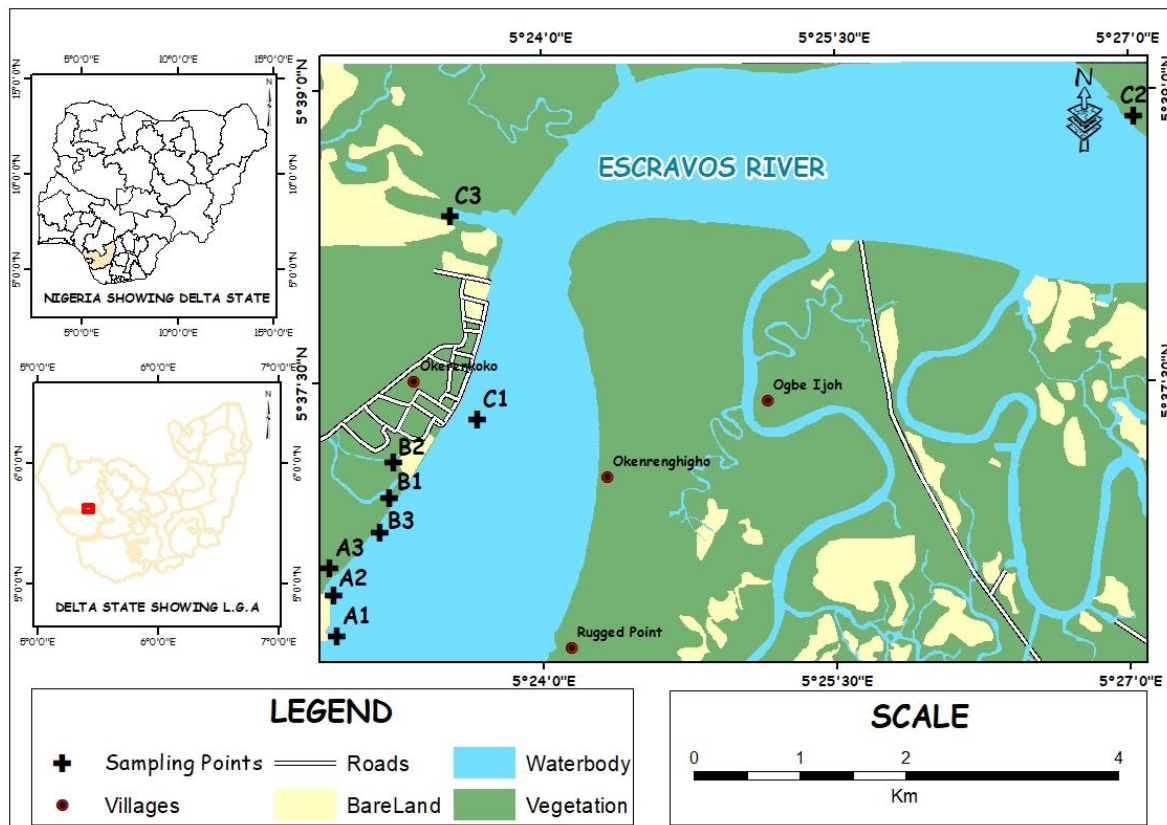 5°24'0"E
5°25'30"E
5°27'0"E
5°0'0"E
10°0'0"E
15°0'0"E
15°0'0"N
10°0'0"N
5°0'0"N
15°0'0"N
10°0'0"N
5°0'0"N
N
NIGERIA SHOWING DELTA STATE
5°0'0"E
10°0'0"E
15°0'0"E
5°0'0"E
6°0'0"E
7°0'0"E
6°0'0"N
5°0'0"N
6°0'0"N
5°0'0"N
N
DELTA STATE SHOWING L.G.A
5°0'0"E
6°0'0"E
7°0'0"E
5°39'0"N
5°37'30"N
5°39'0"N
5°37'30"N
N
C2
ESCRAVOS RIVER
C3
Okerenkoko
Ogbe Ijoh
C1
B2
Okenrenghigho
B1
B3
A3
A2
A1
Rugged Point
5°24'0"E
5°25'30"E
5°27'0"E
LEGEND
Sampling Points
Roads
Waterbody
Villages
BareLand
Vegetation
SCALE
0 1 2 4
Km